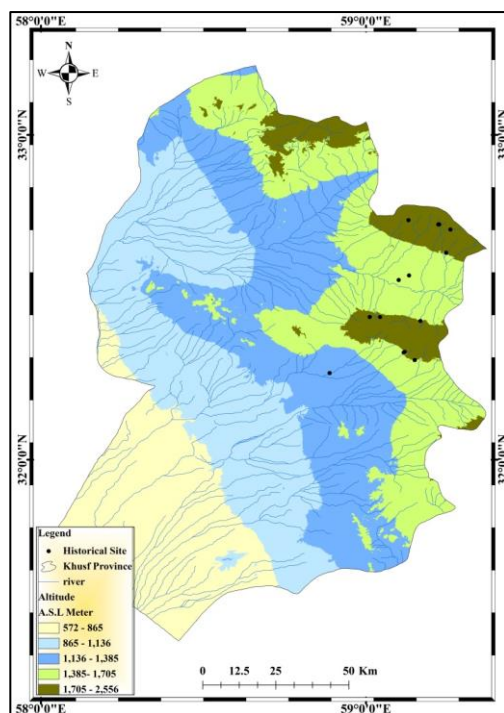 58°0'0"E 59°0'0"E
N
W E
S
33°0'0"N 33°0'0"N
32°0'0"N 32°0'0"N
Legend
Historical Site
Khusf Province
river
Altitude
A.S.L Meter
572 - 865
865 - 1,136
1,136 - 1,385
1,385- 1,705
1,705 - 2,556
0 12.5 25 50 Km
58°0'0"E 59°0'0"E